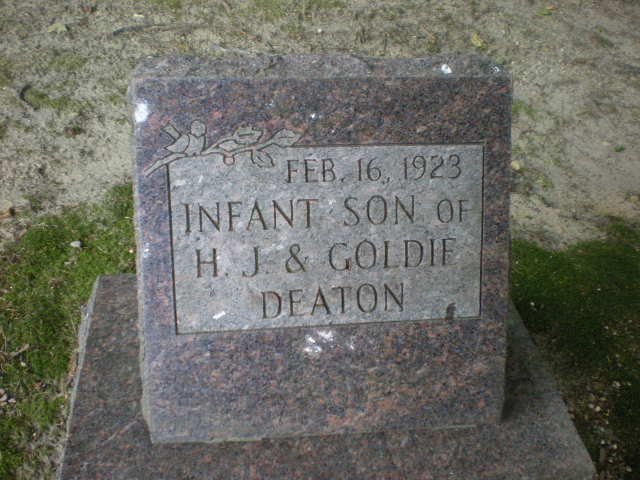 FEB. 16, 1923
INFANT SON OF
H. J. & GOLDIE
DEATON